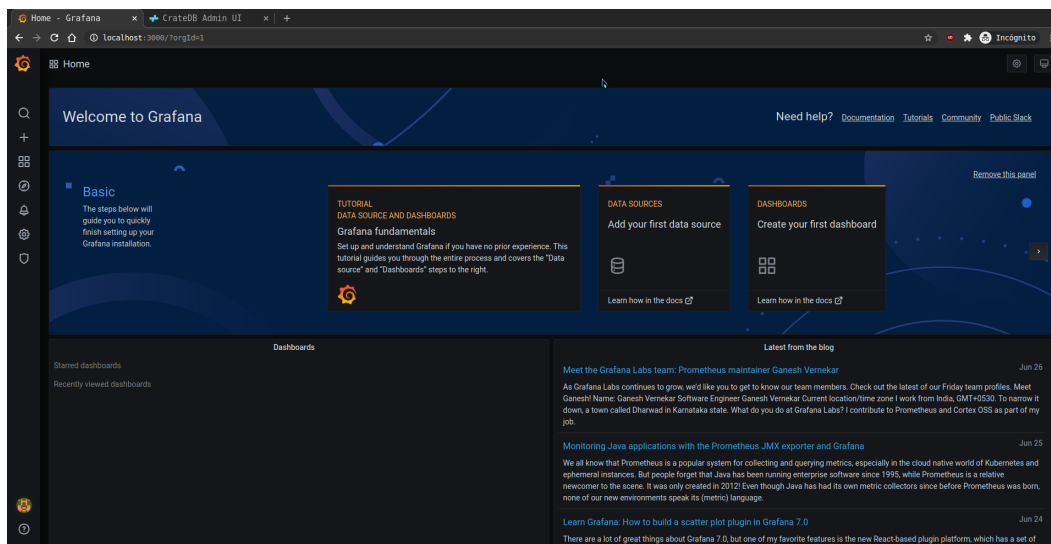 Home - Grafana
CrateDB Admin UI
localhost:3000/?orgId=1
Incógnito
Home
Welcome to Grafana
Need help?
Documentation
Tutorials
Community
Public Slack
Remove this panel
Basic
The steps below will
guide you to quickly
finish setting up your
Grafana installation.
TUTORIAL
DATA SOURCE AND DASHBOARDS
Grafana fundamentals
Set up and understand Grafana if you have no prior experience. This
tutorial guides you through the entire process and covers the "Data
source" and "Dashboards" steps to the right.
DATA SOURCES
Add your first data source
Learn how in the docs
DASHBOARDS
Create your first dashboard
Learn how in the docs
Dashboards
Starred dashboards
Recently viewed dashboards
Latest from the blog
Meet the Grafana Labs team: Prometheus maintainer Ganesh Vernekar
Jun 26
As Grafana Labs continues to grow, we'd like you to get to know our team members. Check out the latest of our Friday team profiles. Meet
Ganesh! Name: Ganesh Vernekar Software Engineer Ganesh Vernekar Current location/time zone I work from India, GMT+0530. To narrow it
down, a town called Dharwad in Karnataka state. What do you do at Grafana Labs? I contribute to Prometheus and Cortex OSS as part of my
job.
Monitoring Java applications with the Prometheus JMX exporter and Grafana
Jun 25
We all know that Prometheus is a popular system for collecting and querying metrics, especially in the cloud native world of Kubernetes and
ephemeral instances. But people forget that Java has been running enterprise software since 1995, while Prometheus is a relative
newcomer to the scene. It was only created in 2012! Even though Java has had its own metric collectors since before Prometheus was born,
none of our new environments speak its (metric) language.
Learn Grafana: How to build a scatter plot plugin in Grafana 7.0
Jun 24
There are a lot of great things about Grafana 7.0, but one of my favorite features is the new React-based plugin platform, which has a set of